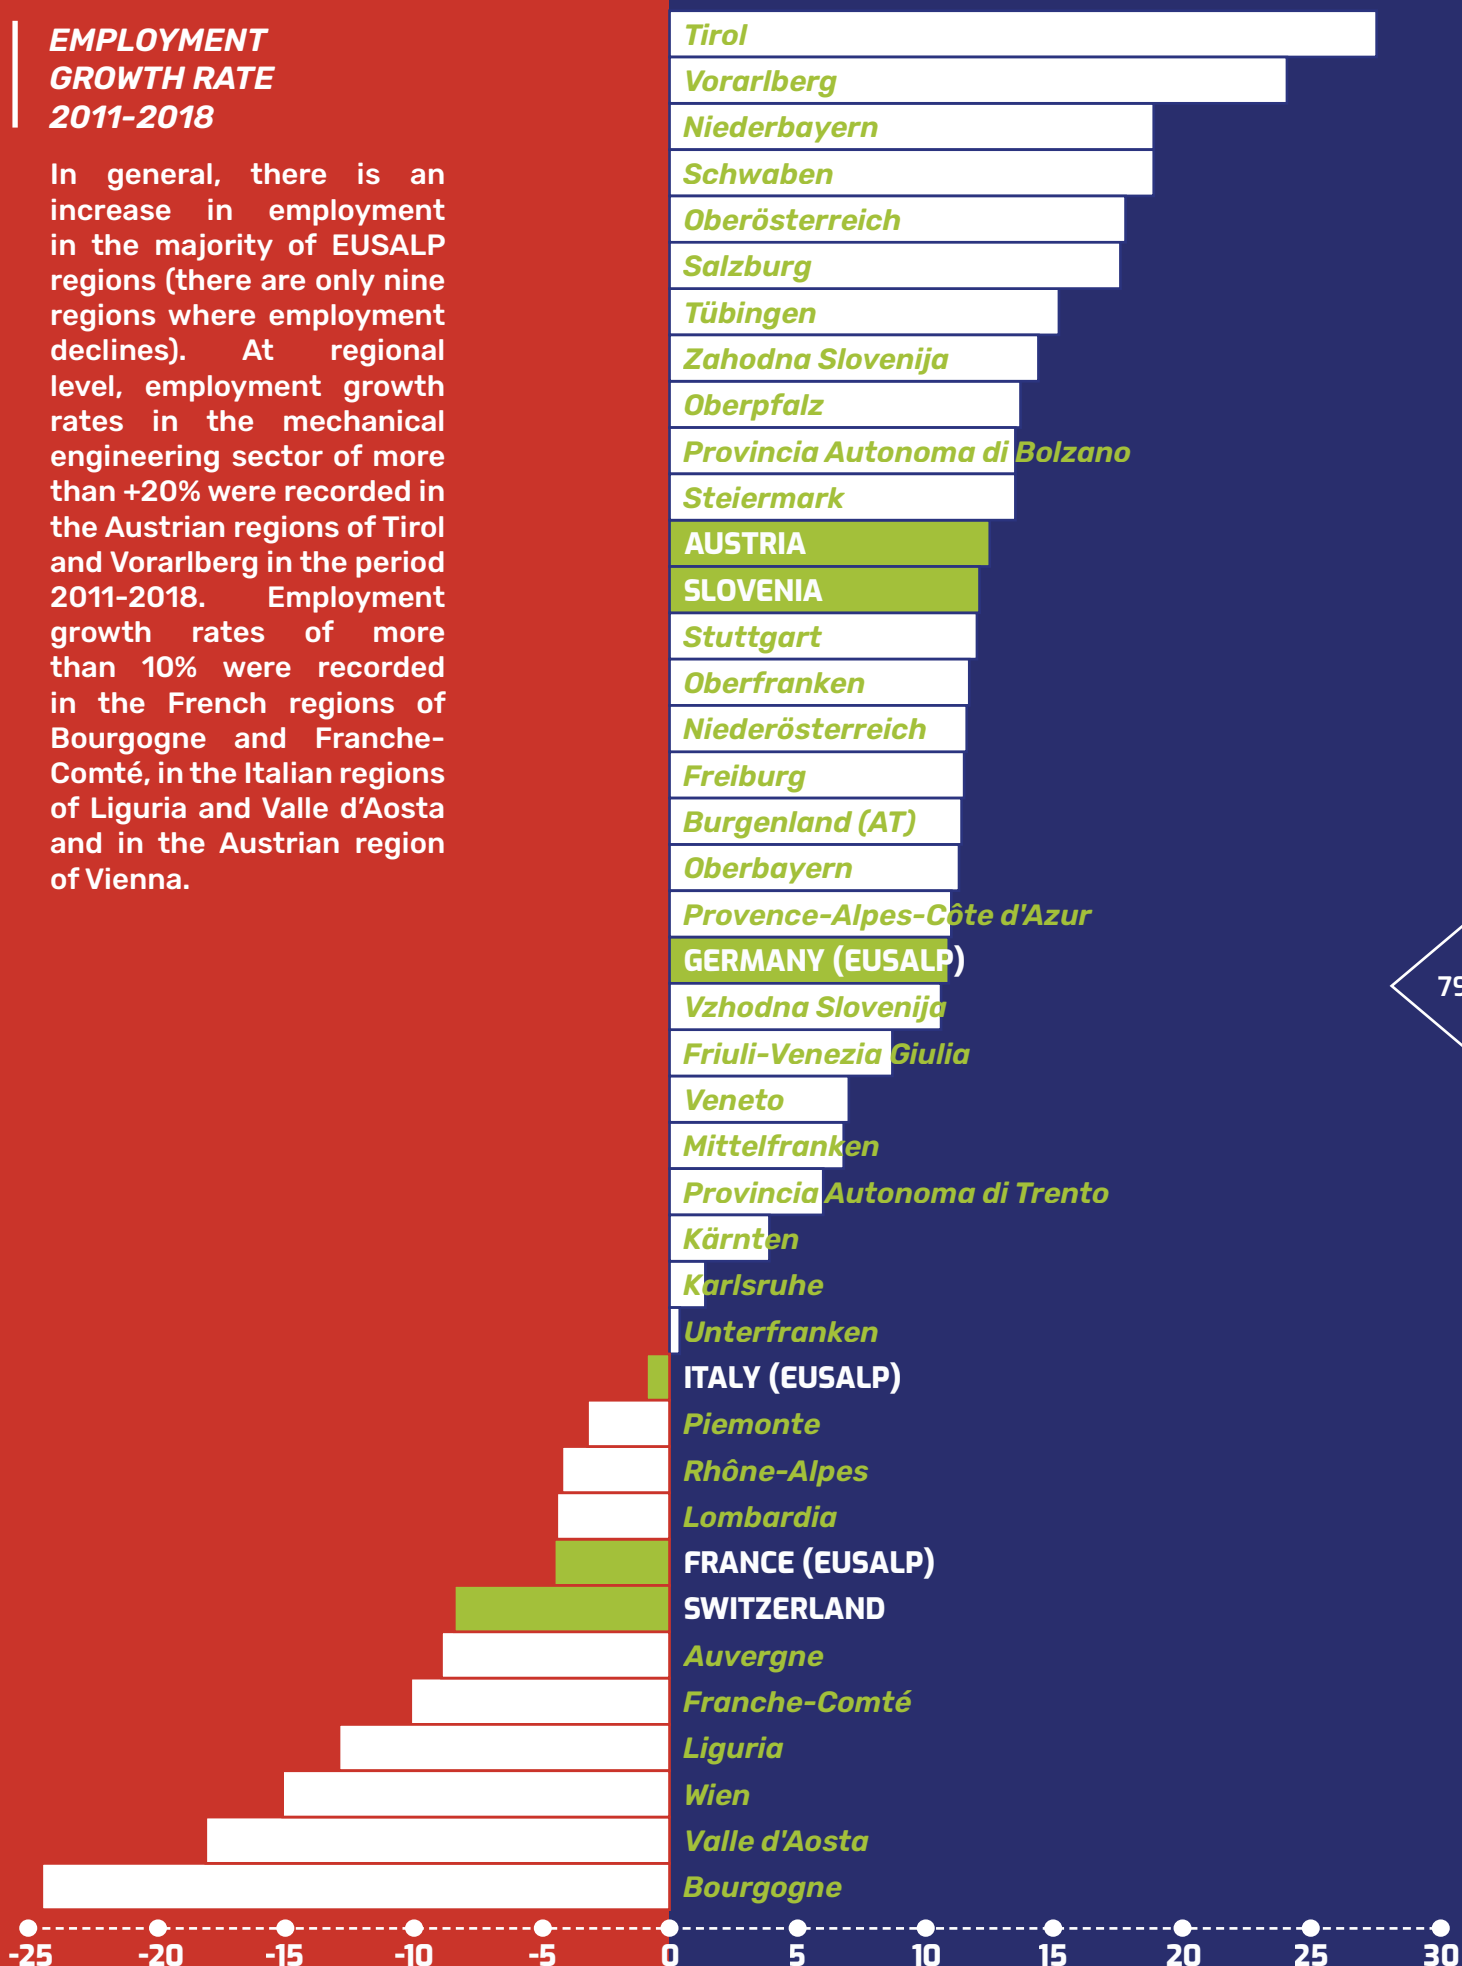 EMPLOYMENT
GROWTH RATE
2011-2018
In general, there is an
increase in employment
in the majority of EUSALP
regions (there are only nine
regions where employment
declines). At regional
level, employment growth
rates in the mechanical
engineering sector of more
than +20% were recorded in
the Austrian regions of Tirol
and Vorarlberg in the period
2011-2018. Employment
growth rates of more
than 10% were recorded
in the French regions of
Bourgogne and Franche-
Comté, in the Italian regions
of Liguria and Valle d’Aosta
and in the Austrian region
of Vienna.
Tirol
Vorarlberg
Niederbayern
Schwaben
Oberösterreich
Salzburg
Tübingen
Zahodna Slovenija
Oberpfalz
Provincia Autonoma di Bolzano
Steiermark
AUSTRIA
SLOVENIA
Stuttgart
Oberfranken
Niederösterreich
Freiburg
Burgenland (AT)
Oberbayern
Provence-Alpes-Côte d'Azur
GERMANY (EUSALP)
79
Vzhodna Slovenija
Friuli-Venezia Giulia
Veneto
Mittelfranken
Provincia Autonoma di Trento
Kärnten
Karlsruhe
Unterfranken
ITALY (EUSALP)
Piemonte
Rhône-Alpes
Lombardia
FRANCE (EUSALP)
SWITZERLAND
Auvergne
Franche-Comté
Liguria
Wien
Valle d'Aosta
Bourgogne
-25 -20 -15 -10 -5 0 5 10 15 20 25 30